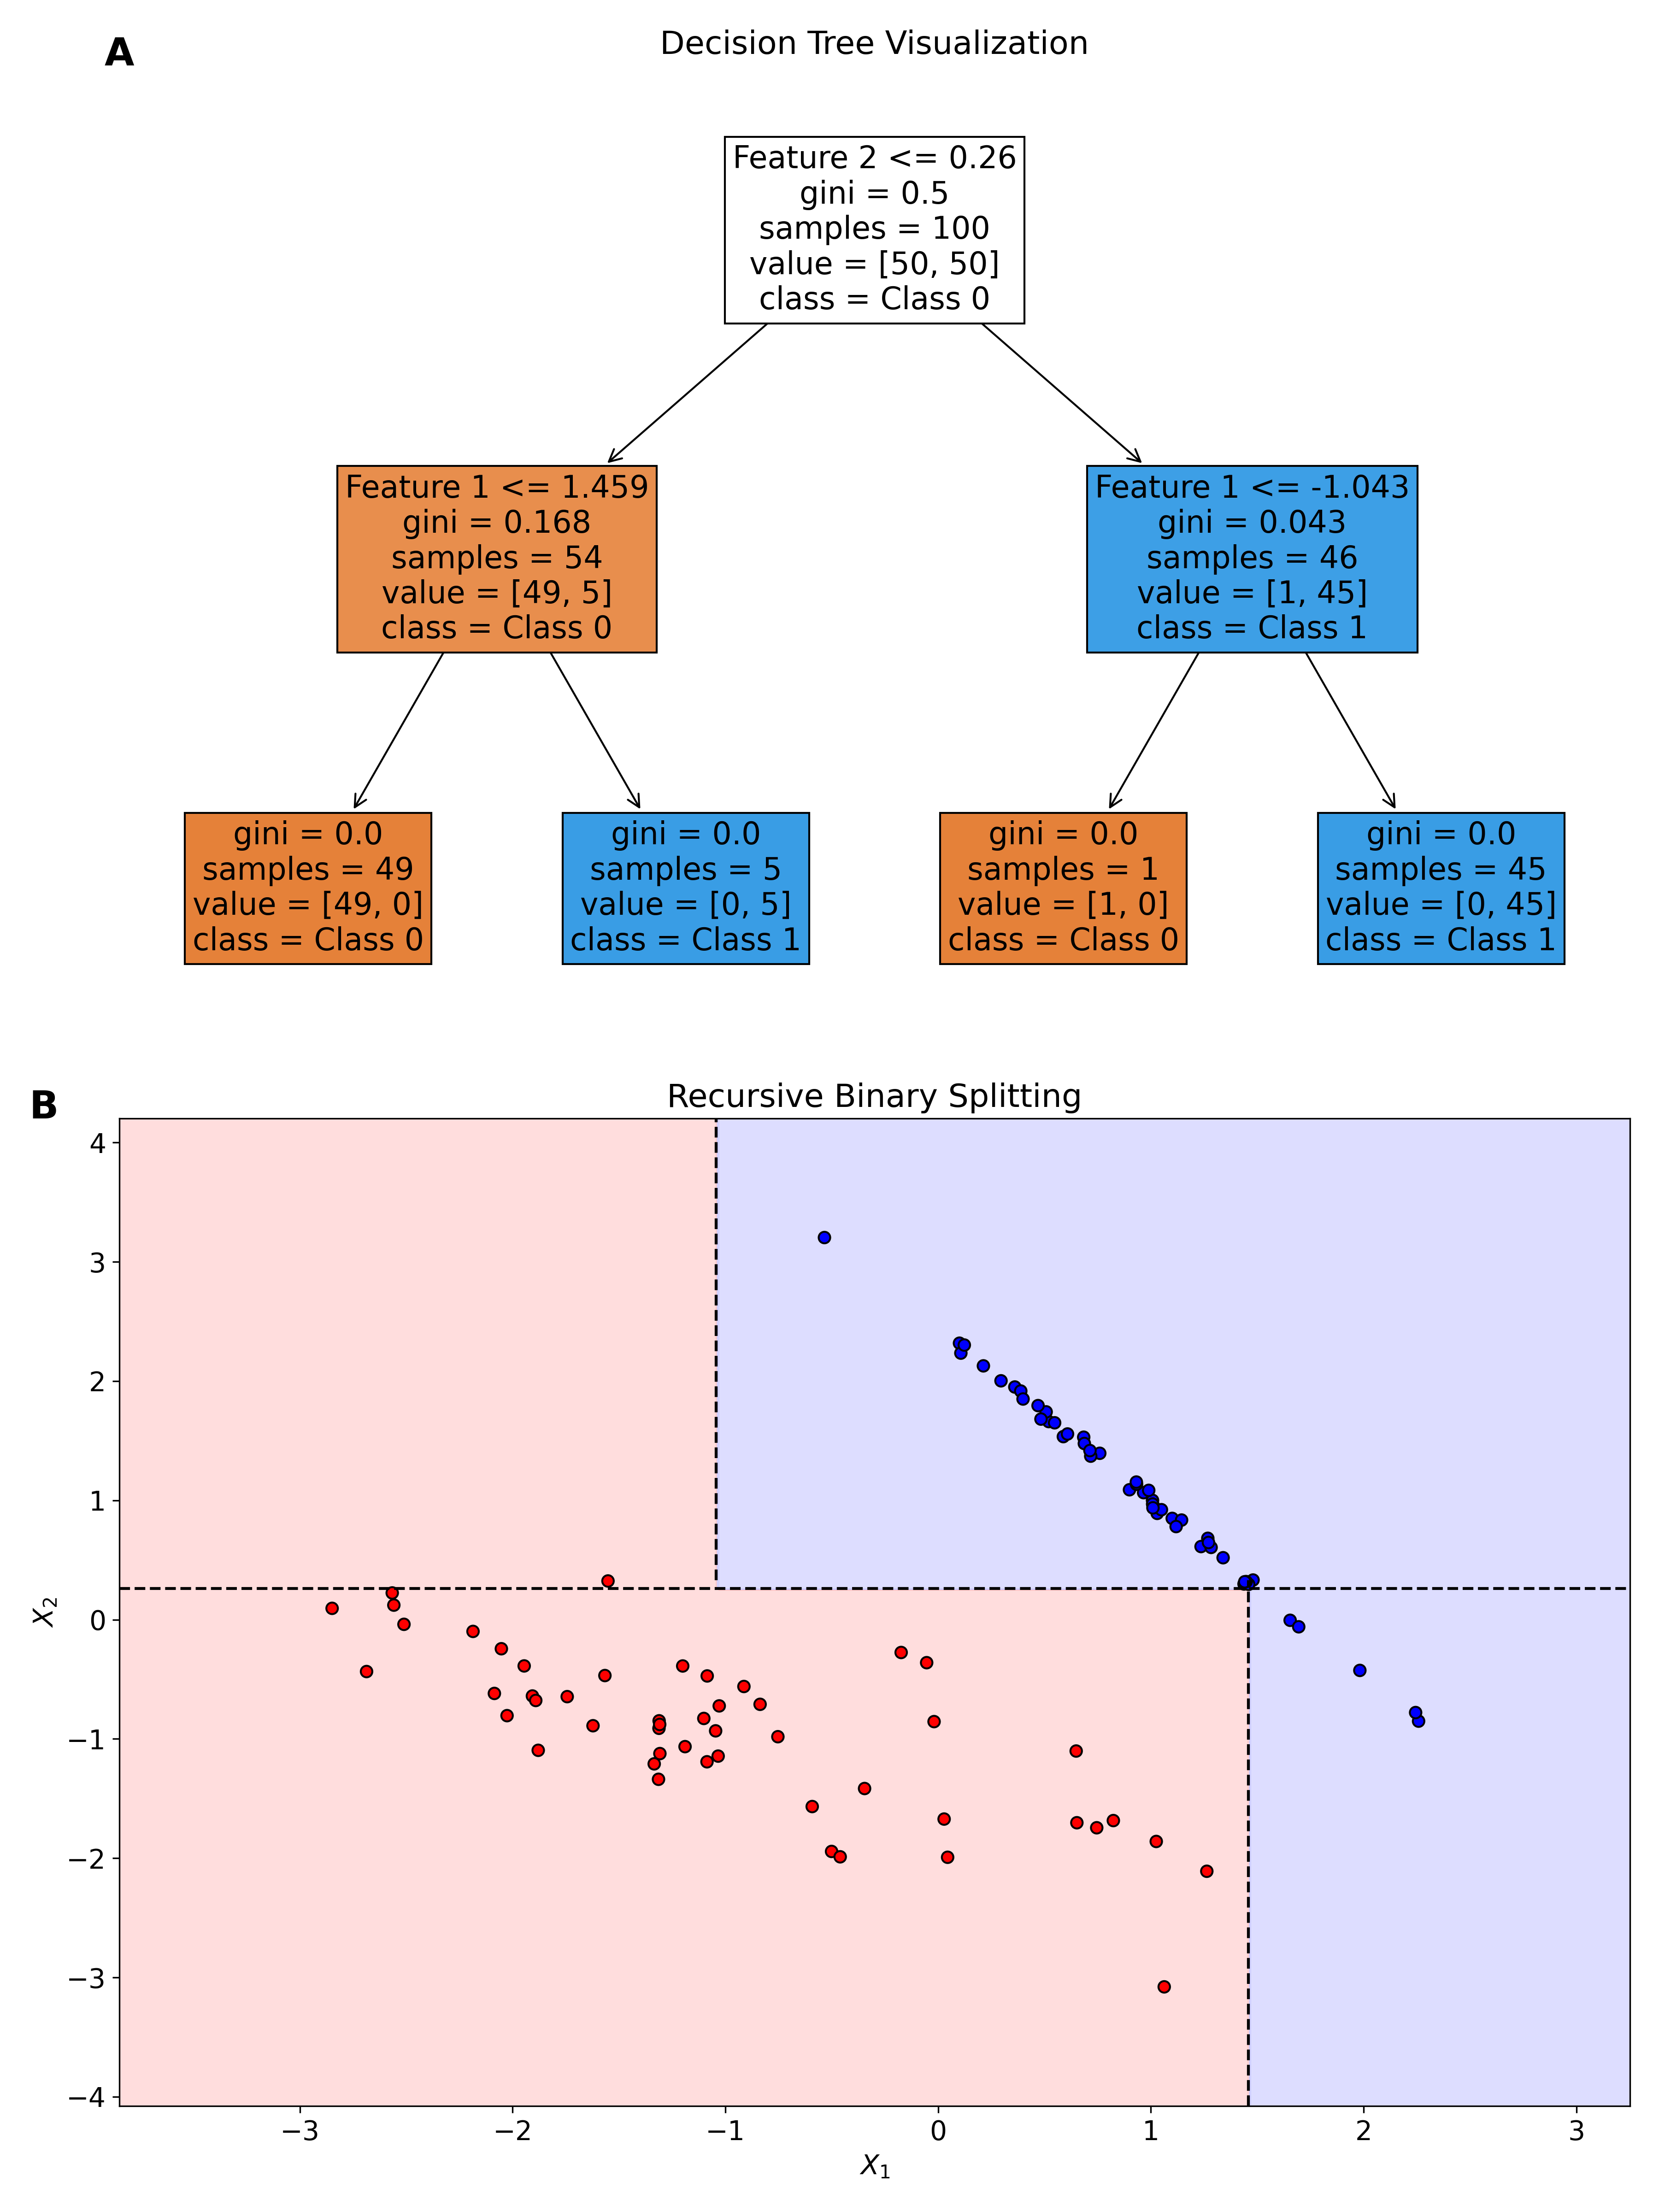 A
Decision Tree Visualization
Feature 2 <= 0.26
gini = 0.5
samples = 100
value = [50, 50]
class = Class 0
Feature 1 <= 1.459
gini = 0.168
samples = 54
value = [49, 5]
class = Class 0
Feature 1 <= -1.043
gini = 0.043
samples = 46
value = [1, 45]
class = Class 1
gini = 0.0
samples = 49
value = [49, 0]
class = Class 0
gini = 0.0
samples = 5
value = [0, 5]
class = Class 1
gini = 0.0
samples = 1
value = [1, 0]
class = Class 0
gini = 0.0
samples = 45
value = [0, 45]
class = Class 1
B
Recursive Binary Splitting
4
3
2
1
0
−1
−2
−3
−4
X₂
−3 −2 −1 0 1 2 3
X₁